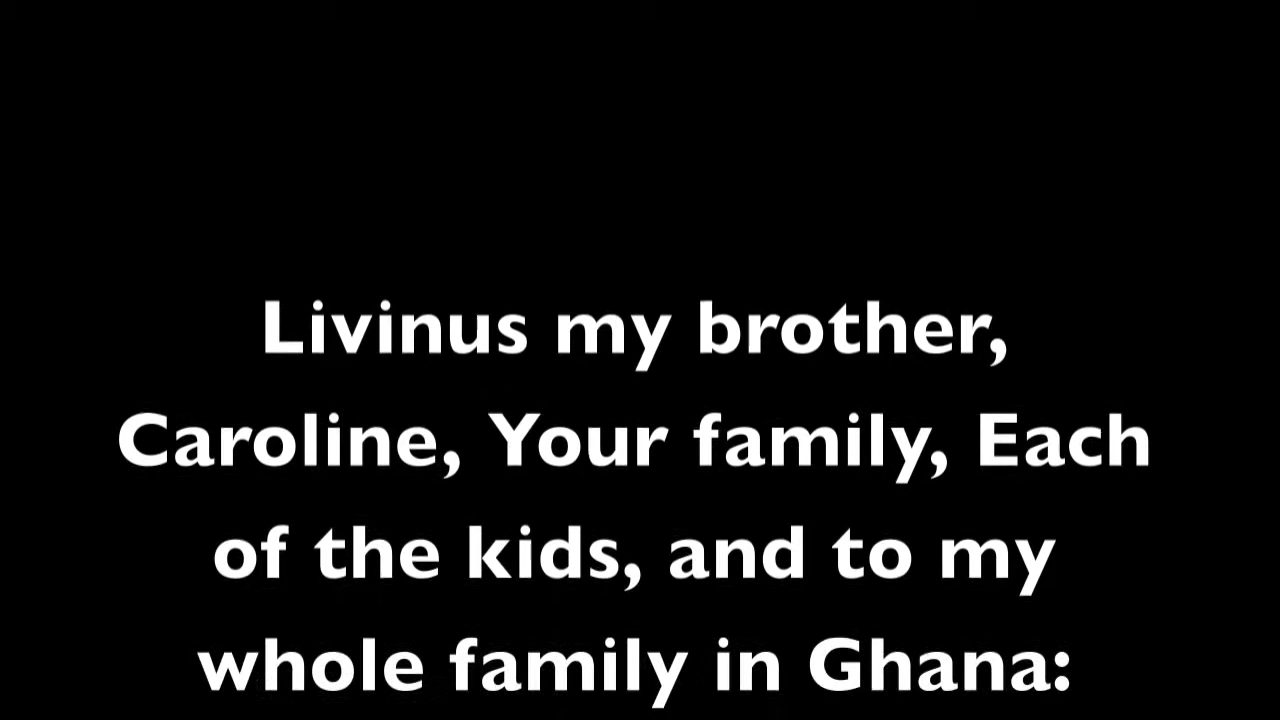 Livinus my brother,
Caroline, Your family, Each
of the kids, and to my
whole family in Ghana: